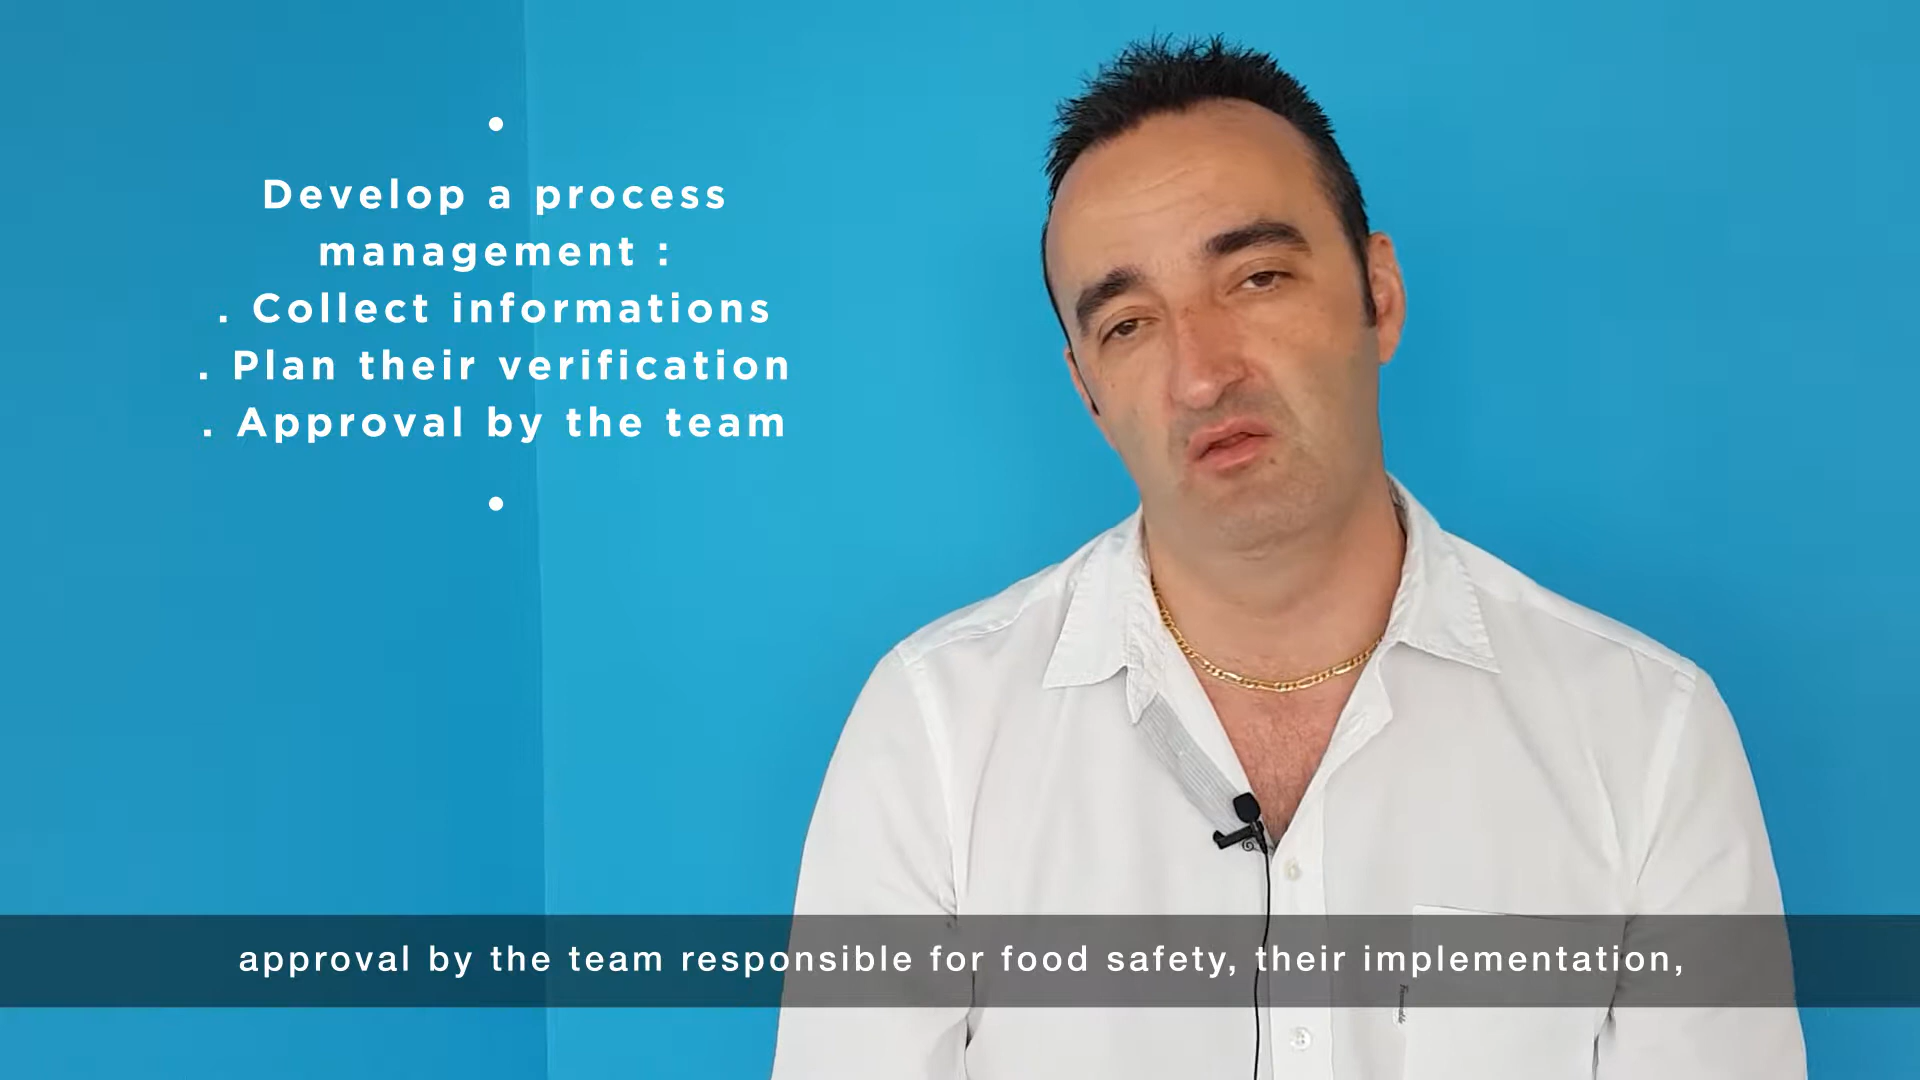 Develop a process
management :
. Collect informations
. Plan their verification
. Approval by the team
approval by the team responsible for food safety, their implementation,